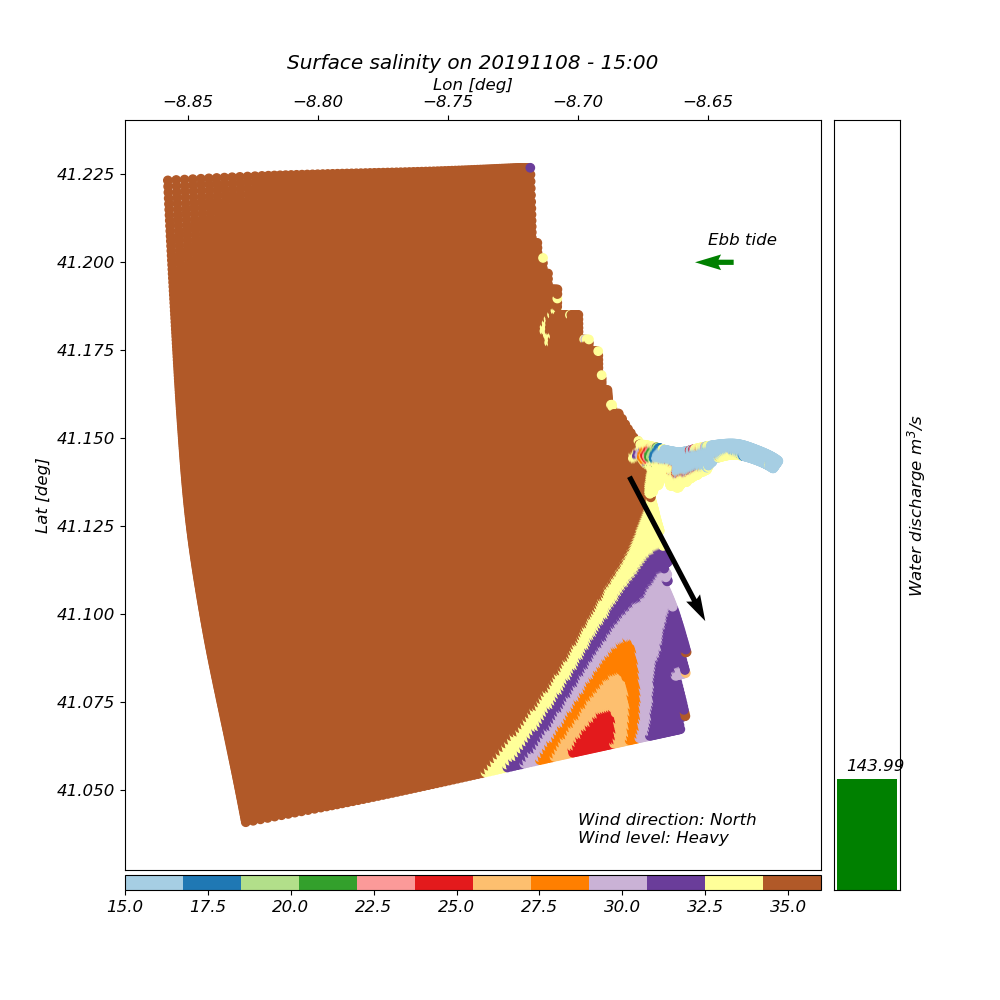 Surface salinity on 20191108 - 15:00
Lon [deg]
−8.85 −8.80 −8.75 −8.70 −8.65
41.225
41.200
41.175
41.150
41.125
41.100
41.075
41.050
Lat [deg]
Ebb tide
Water discharge m³/s
143.99
Wind direction: North
Wind level: Heavy
15.0 17.5 20.0 22.5 25.0 27.5 30.0 32.5 35.0